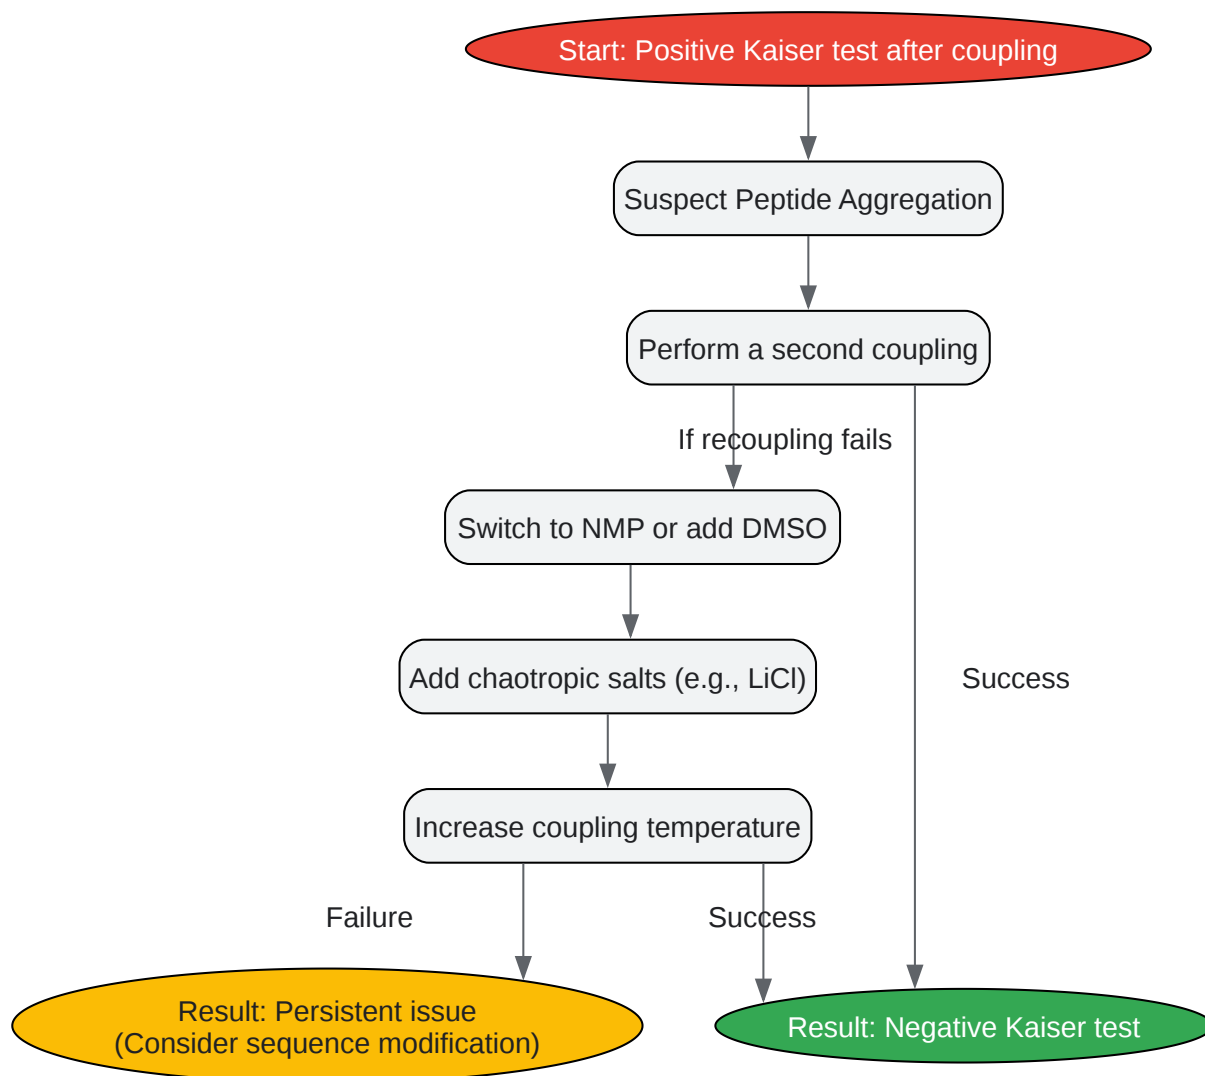 Start: Positive Kaiser test after coupling
Suspect Peptide Aggregation
Perform a second coupling
If recoupling fails
Switch to NMP or add DMSO
Add chaotropic salts (e.g., LiCl)
Success
Increase coupling temperature
Failure
Success
Result: Persistent issue
(Consider sequence modification)
Result: Negative Kaiser test